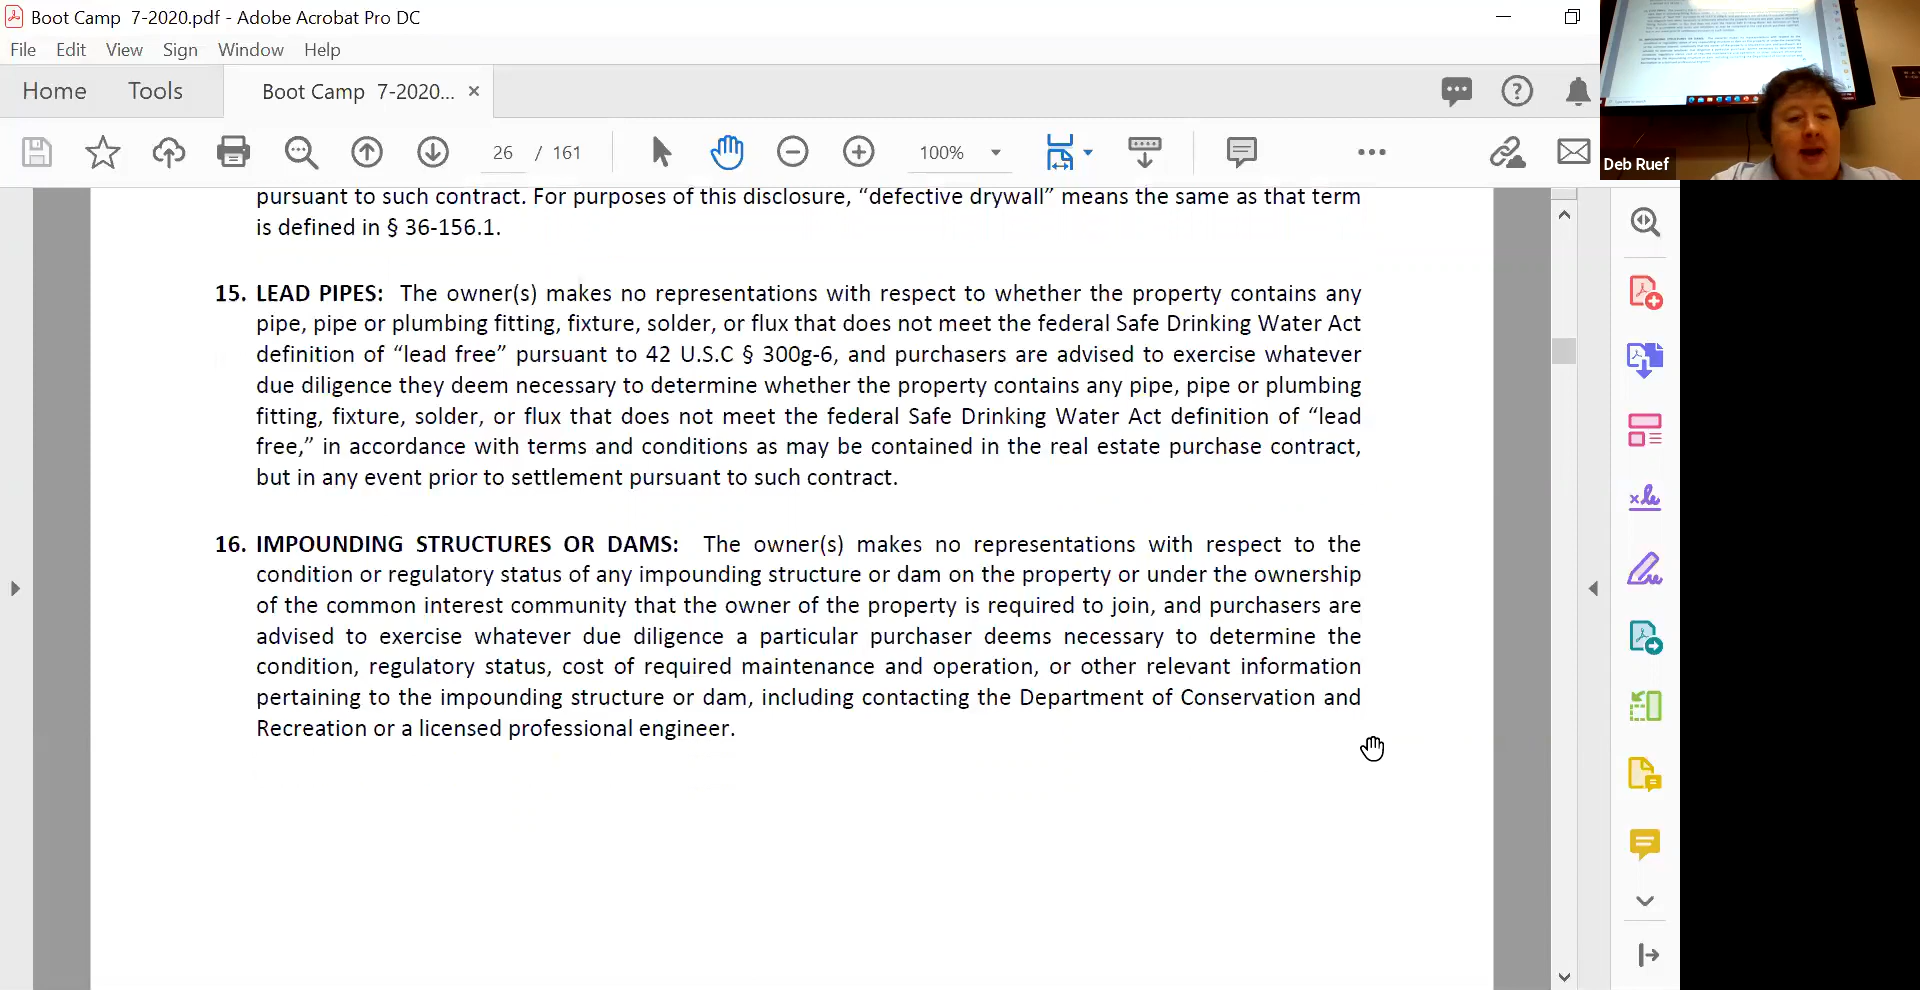 Boot Camp  7-2020.pdf - Adobe Acrobat Pro DC
File Edit View Sign Window Help
Home Tools Boot Camp  7-2020... ×
26 / 161 100%
Deb Ruef
pursuant to such contract. For purposes of this disclosure, “defective drywall” means the same as that term
is defined in § 36-156.1.
15. LEAD PIPES: The owner(s) makes no representations with respect to whether the property contains any
pipe, pipe or plumbing fitting, fixture, solder, or flux that does not meet the federal Safe Drinking Water Act
definition of “lead free” pursuant to 42 U.S.C § 300g-6, and purchasers are advised to exercise whatever
due diligence they deem necessary to determine whether the property contains any pipe, pipe or plumbing
fitting, fixture, solder, or flux that does not meet the federal Safe Drinking Water Act definition of “lead
free,” in accordance with terms and conditions as may be contained in the real estate purchase contract,
but in any event prior to settlement pursuant to such contract.
16. IMPOUNDING STRUCTURES OR DAMS: The owner(s) makes no representations with respect to the
condition or regulatory status of any impounding structure or dam on the property or under the ownership
of the common interest community that the owner of the property is required to join, and purchasers are
advised to exercise whatever due diligence a particular purchaser deems necessary to determine the
condition, regulatory status, cost of required maintenance and operation, or other relevant information
pertaining to the impounding structure or dam, including contacting the Department of Conservation and
Recreation or a licensed professional engineer.